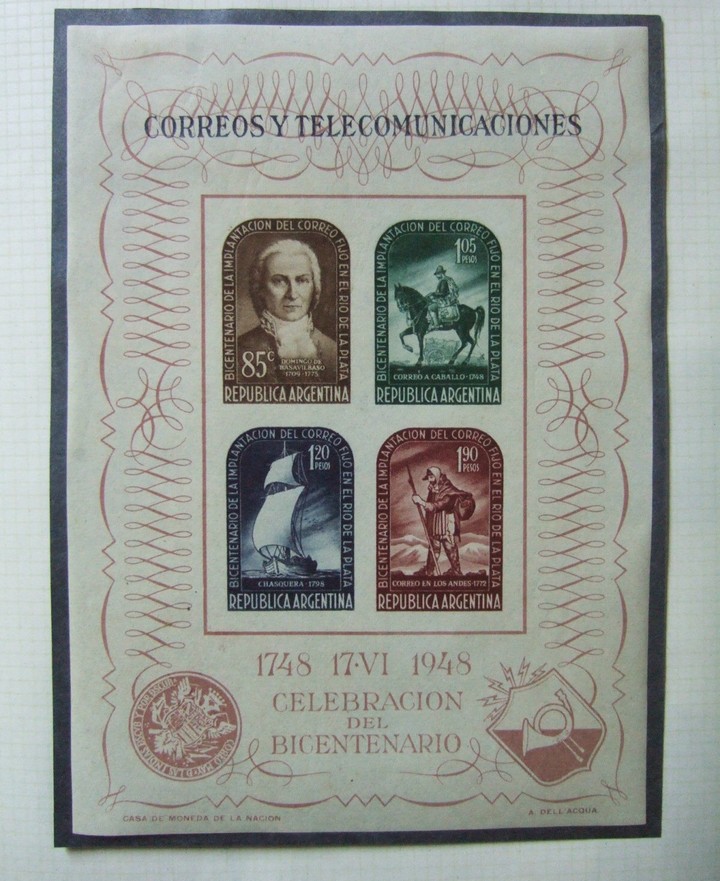 CORREOS Y TELECOMUNICACIONES
BICENTENARIO DE LA IMPLANTACION DEL CORREO FIJO EN EL RIO DE LA PLATA
85c
DOMINGO DE
BASAVILBASO
1709-1775
REPUBLICA ARGENTINA
BICENTENARIO DE LA IMPLANTACION DEL CORREO FIJO EN EL RIO DE LA PLATA
1.05
PESOS
CORREO A CABALLO-1748
REPUBLICA ARGENTINA
BICENTENARIO DE LA IMPLANTACION DEL CORREO FIJO EN EL RIO DE LA PLATA
1.20
PESOS
CHASQUERA-1798
REPUBLICA ARGENTINA
BICENTENARIO DE LA IMPLANTACION DEL CORREO FIJO EN EL RIO DE LA PLATA
1.90
PESOS
CORREO EN LOS ANDES-1772
REPUBLICA ARGENTINA
1748 17·VI 1948
CELEBRACION
DEL
BICENTENARIO
CASA DE MONEDA DE LA NACION
A. DELL'ACQUA